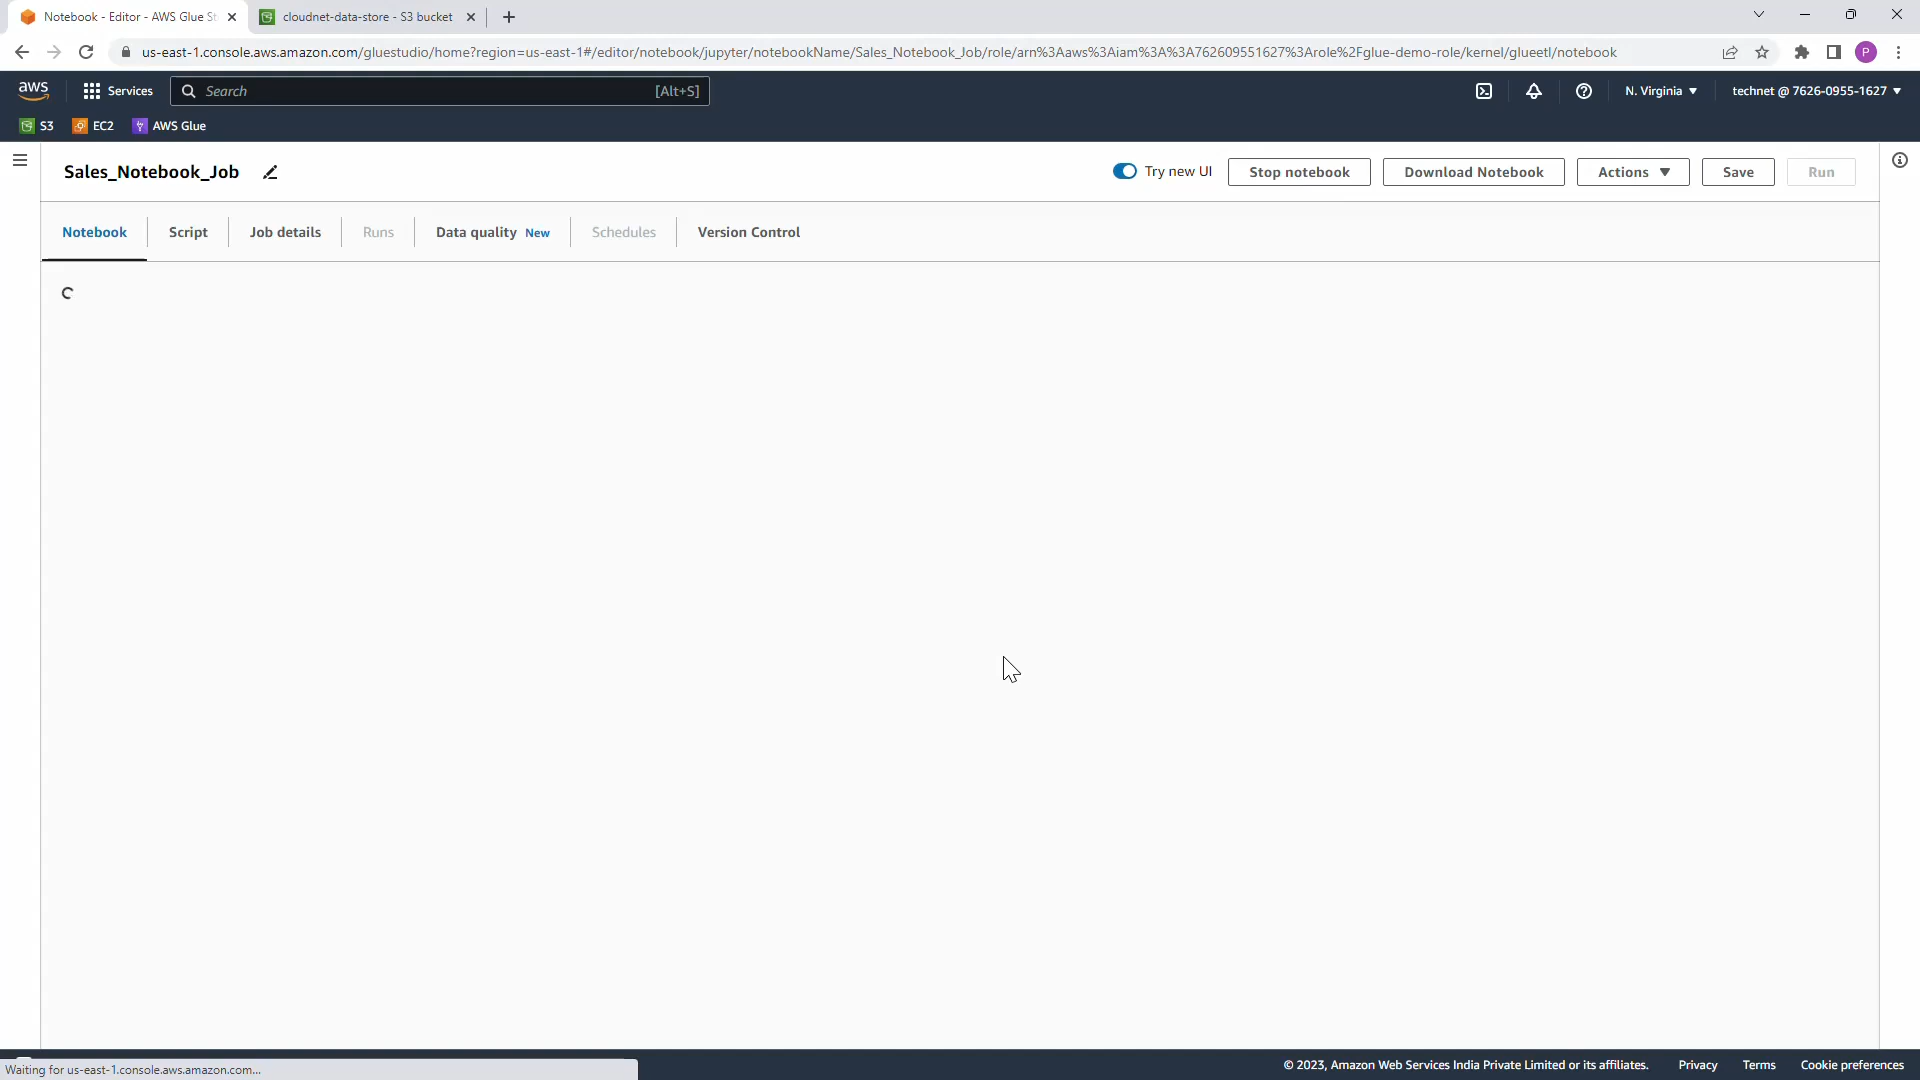 Notebook - Editor - AWS Glue St
cloudnet-data-store - S3 bucket
us-east-1.console.aws.amazon.com/gluestudio/home?region=us-east-1#/editor/notebook/jupyter/notebookName/Sales_Notebook_Job/role/arn%3Aaws%3Aiam%3A%3A762609551627%3Arole%2Fglue-demo-role/kernel/glueetl/notebook
P
aws
Services
Search
[Alt+S]
N. Virginia
technet @ 7626-0955-1627
S3
EC2
AWS Glue
Sales_Notebook_Job
Try new UI
Stop notebook
Download Notebook
Actions
Save
Run
Notebook
Script
Job details
Runs
Data quality New
Schedules
Version Control
Waiting for us-east-1.console.aws.amazon.com...
© 2023, Amazon Web Services India Private Limited or its affiliates.
Privacy
Terms
Cookie preferences